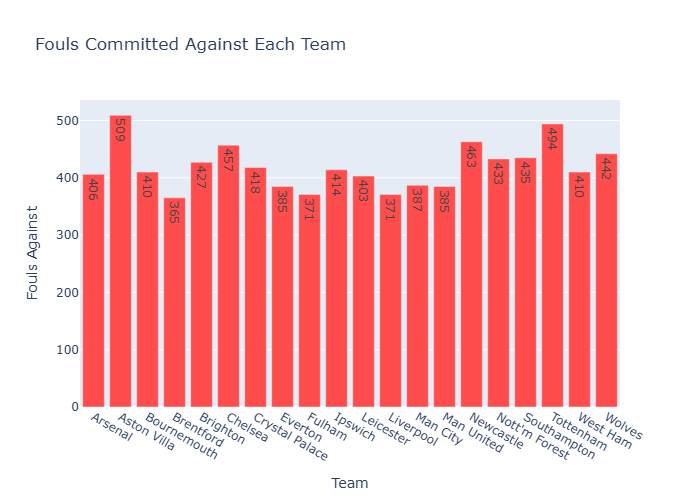 Fouls Committed Against Each Team
Fouls Against
500
400
300
200
100
0
406
509
410
365
427
457
418
385
371
414
403
371
387
385
463
433
435
494
410
442
Arsenal
Aston Villa
Bournemouth
Brentford
Brighton
Chelsea
Crystal Palace
Everton
Fulham
Ipswich
Leicester
Liverpool
Man City
Man United
Newcastle
Nott'm Forest
Southampton
Tottenham
West Ham
Wolves
Team